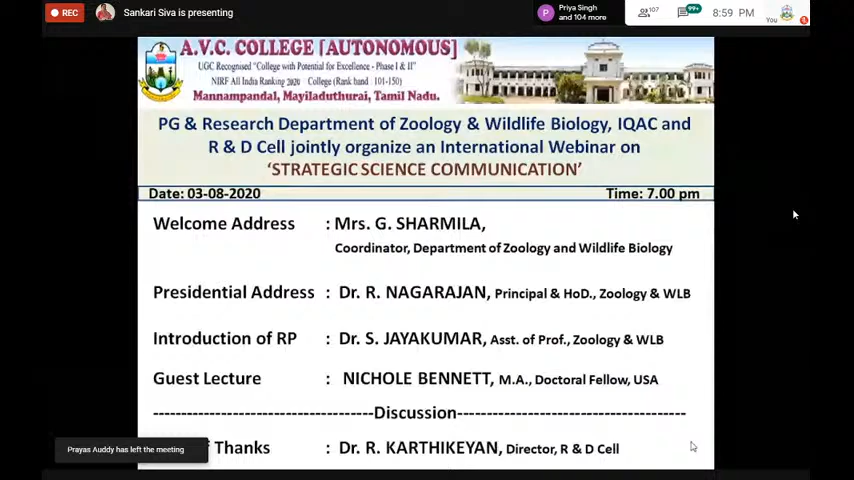 REC
Sankari Siva is presenting
P
Priya Singh
and 104 more
107
99+
8:59 PM
You
A.V.C. COLLEGE [AUTONOMOUS]
UGC Recognised "College with Potential for Excellence - Phase I & II"
NIRF All India Ranking 2020 College (Rank band 101-150)
Mannampandal, Mayiladuthurai, Tamil Nadu.
PG & Research Department of Zoology & Wildlife Biology, IQAC and
R & D Cell jointly organize an International Webinar on
‘STRATEGIC SCIENCE COMMUNICATION’
Date: 03-08-2020 Time: 7.00 pm
Welcome Address : Mrs. G. SHARMILA,
Coordinator, Department of Zoology and Wildlife Biology
Presidential Address : Dr. R. NAGARAJAN, Principal & HoD., Zoology & WLB
Introduction of RP : Dr. S. JAYAKUMAR, Asst. of Prof., Zoology & WLB
Guest Lecture : NICHOLE BENNETT, M.A., Doctoral Fellow, USA
----------------------------------------Discussion-----------------------------------------
Thanks : Dr. R. KARTHIKEYAN, Director, R & D Cell
Prayas Auddy has left the meeting